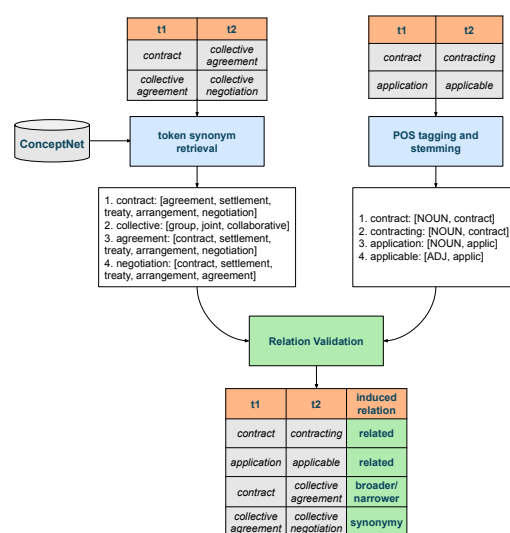 t1 t2
contract collective agreement
collective agreement collective negotiation
t1 t2
contract contracting
application applicable
ConceptNet
token synonym
retrieval
POS tagging and
stemming
1. contract: [agreement, settlement,
treaty, arrangement, negotiation]
2. collective: [group, joint, collaborative]
3. agreement: [contract, settlement,
treaty, arrangement, negotiation]
4. negotiation: [contract, settlement,
treaty, arrangement, agreement]
1. contract: [NOUN, contract]
2. contracting: [NOUN, contract]
3. application: [NOUN, applic]
4. applicable: [ADJ, applic]
Relation Validation
t1 t2 induced relation
contract contracting related
application applicable related
contract collective agreement broader/ narrower
collective agreement collective negotiation synonymy